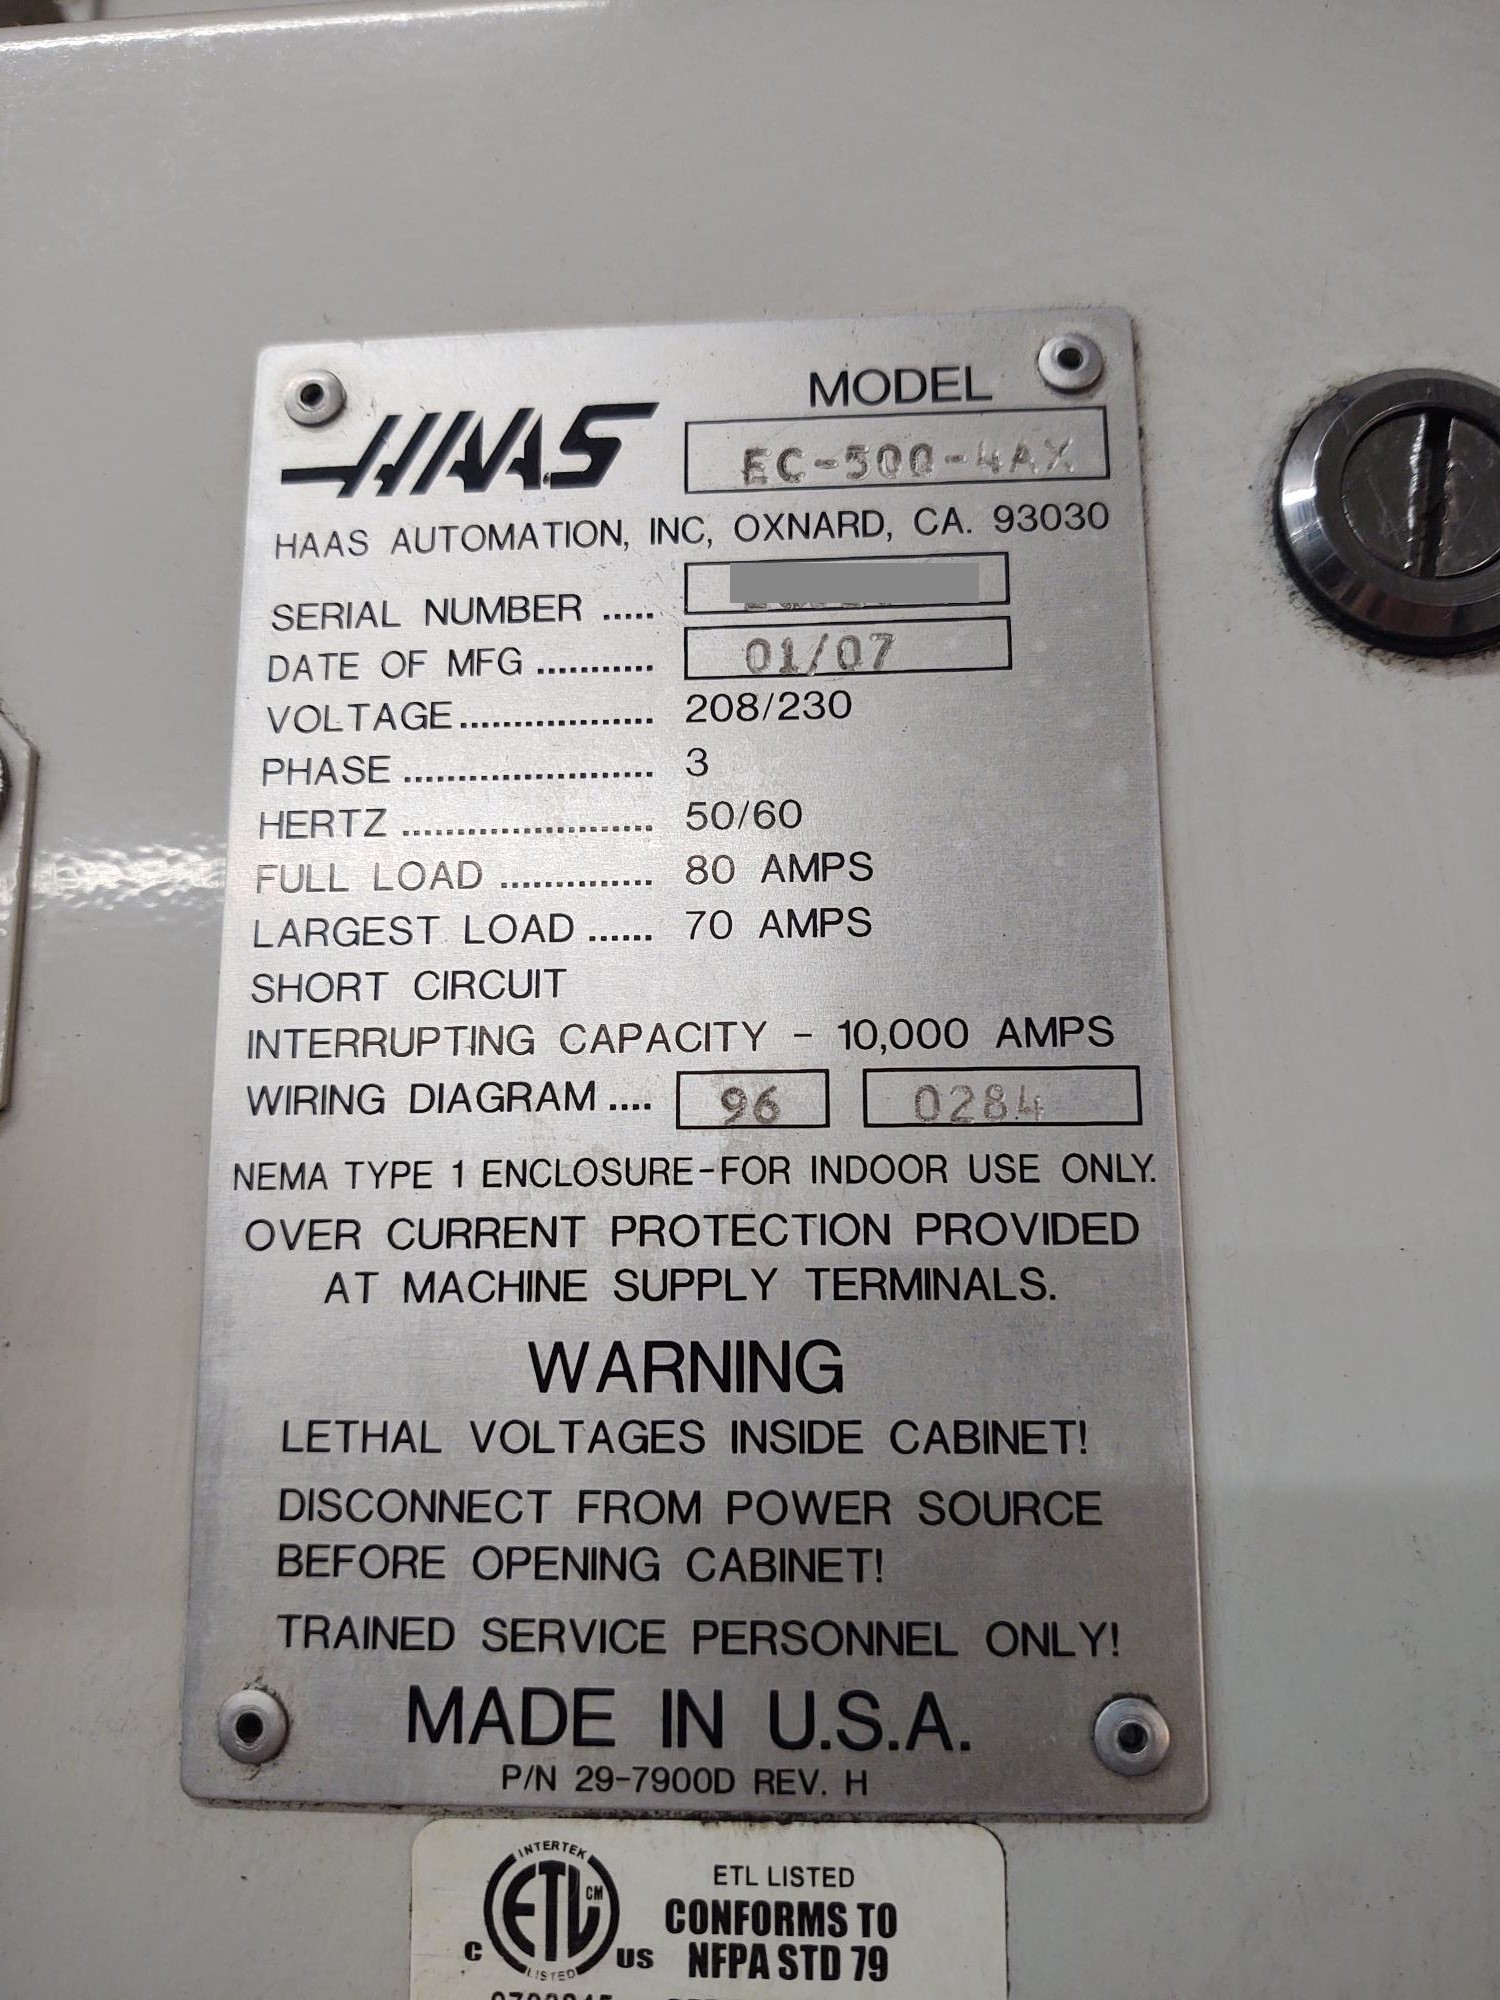 MODEL
HAAS EC-500-4AX
HAAS AUTOMATION, INC, OXNARD, CA. 93030
SERIAL NUMBER .....
DATE OF MFG ........... 01/07
VOLTAGE .................. 208/230
PHASE ....................... 3
HERTZ ....................... 50/60
FULL LOAD .............. 80 AMPS
LARGEST LOAD ...... 70 AMPS
SHORT CIRCUIT
INTERRUPTING CAPACITY - 10,000 AMPS
WIRING DIAGRAM .... 96 0284
NEMA TYPE 1 ENCLOSURE-FOR INDOOR USE ONLY.
OVER CURRENT PROTECTION PROVIDED
AT MACHINE SUPPLY TERMINALS.
WARNING
LETHAL VOLTAGES INSIDE CABINET!
DISCONNECT FROM POWER SOURCE
BEFORE OPENING CABINET!
TRAINED SERVICE PERSONNEL ONLY!
MADE IN U.S.A.
P/N 29-7900D REV. H
INTERTEK
ETL CM
LISTED
C US
ETL LISTED
CONFORMS TO
NFPA STD 79